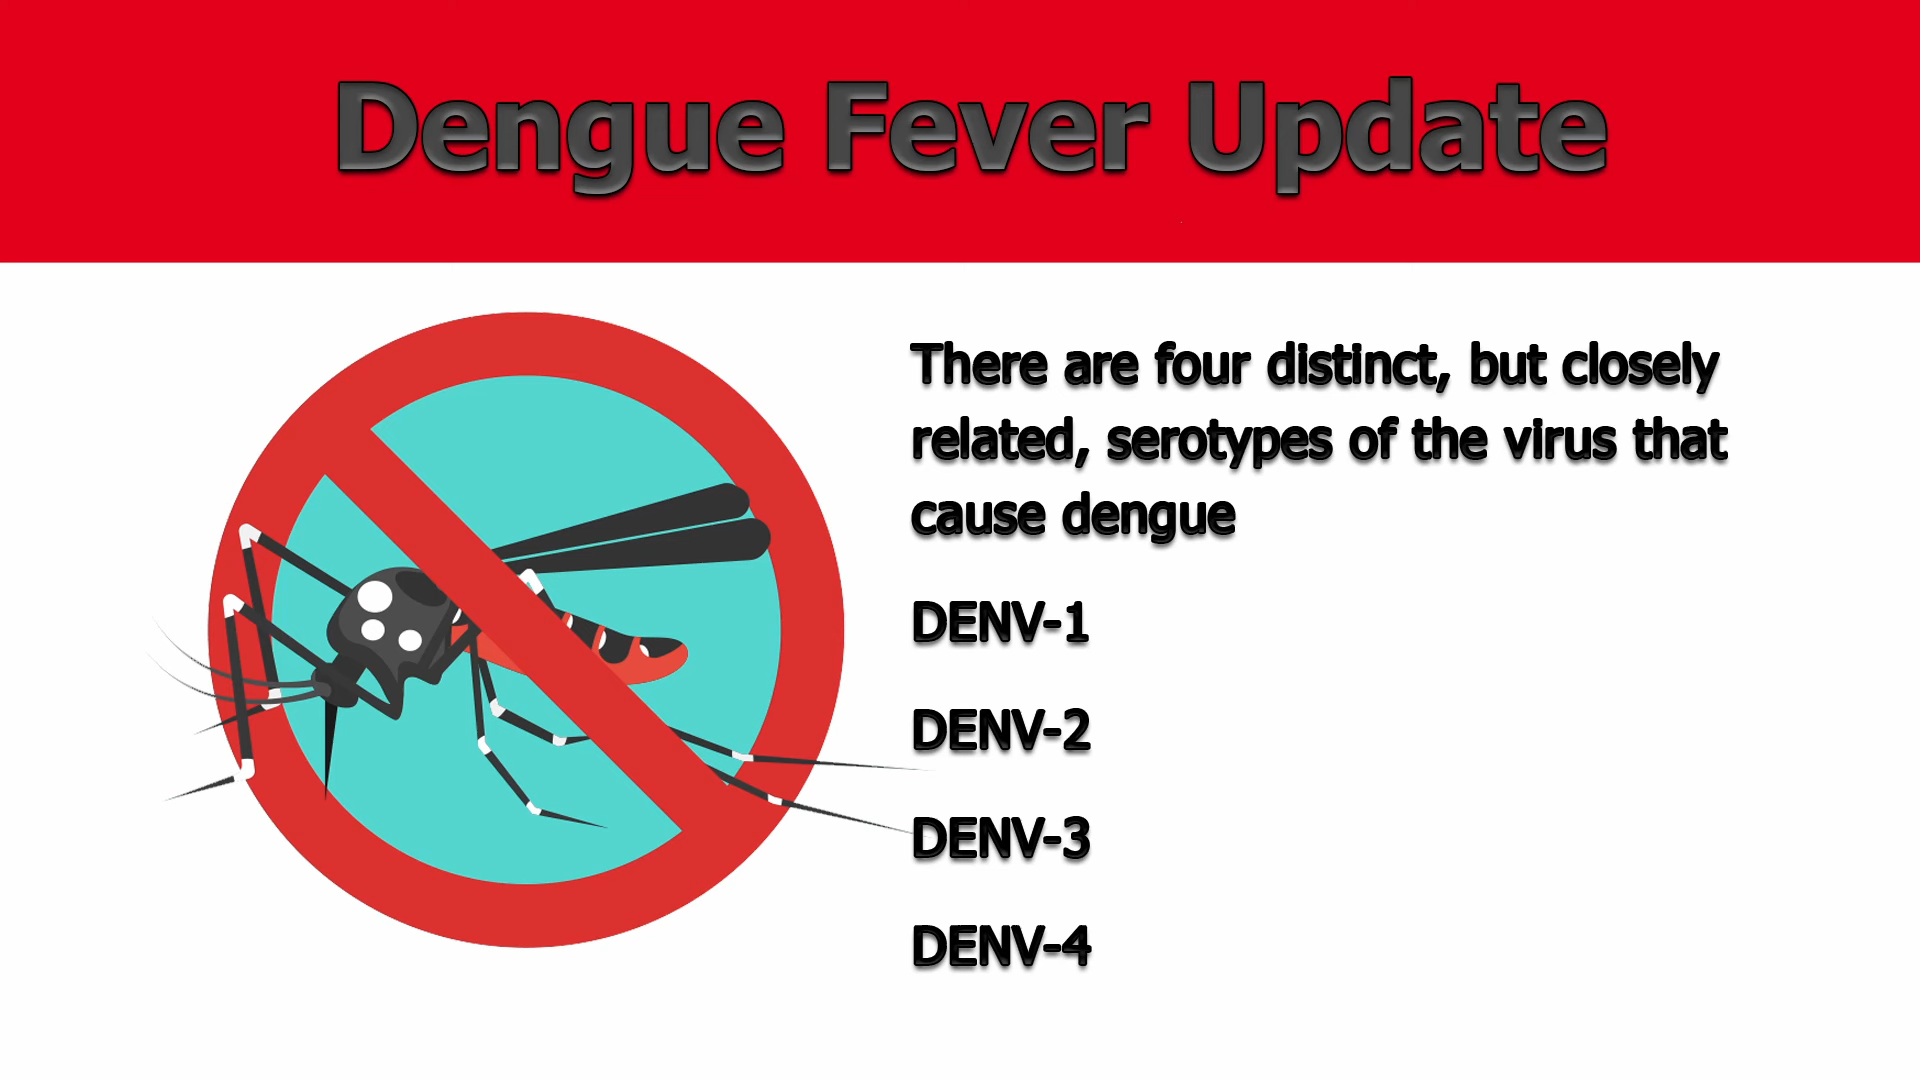 Dengue Fever Update
There are four distinct, but closely
related, serotypes of the virus that
cause dengue
DENV-1
DENV-2
DENV-3
DENV-4